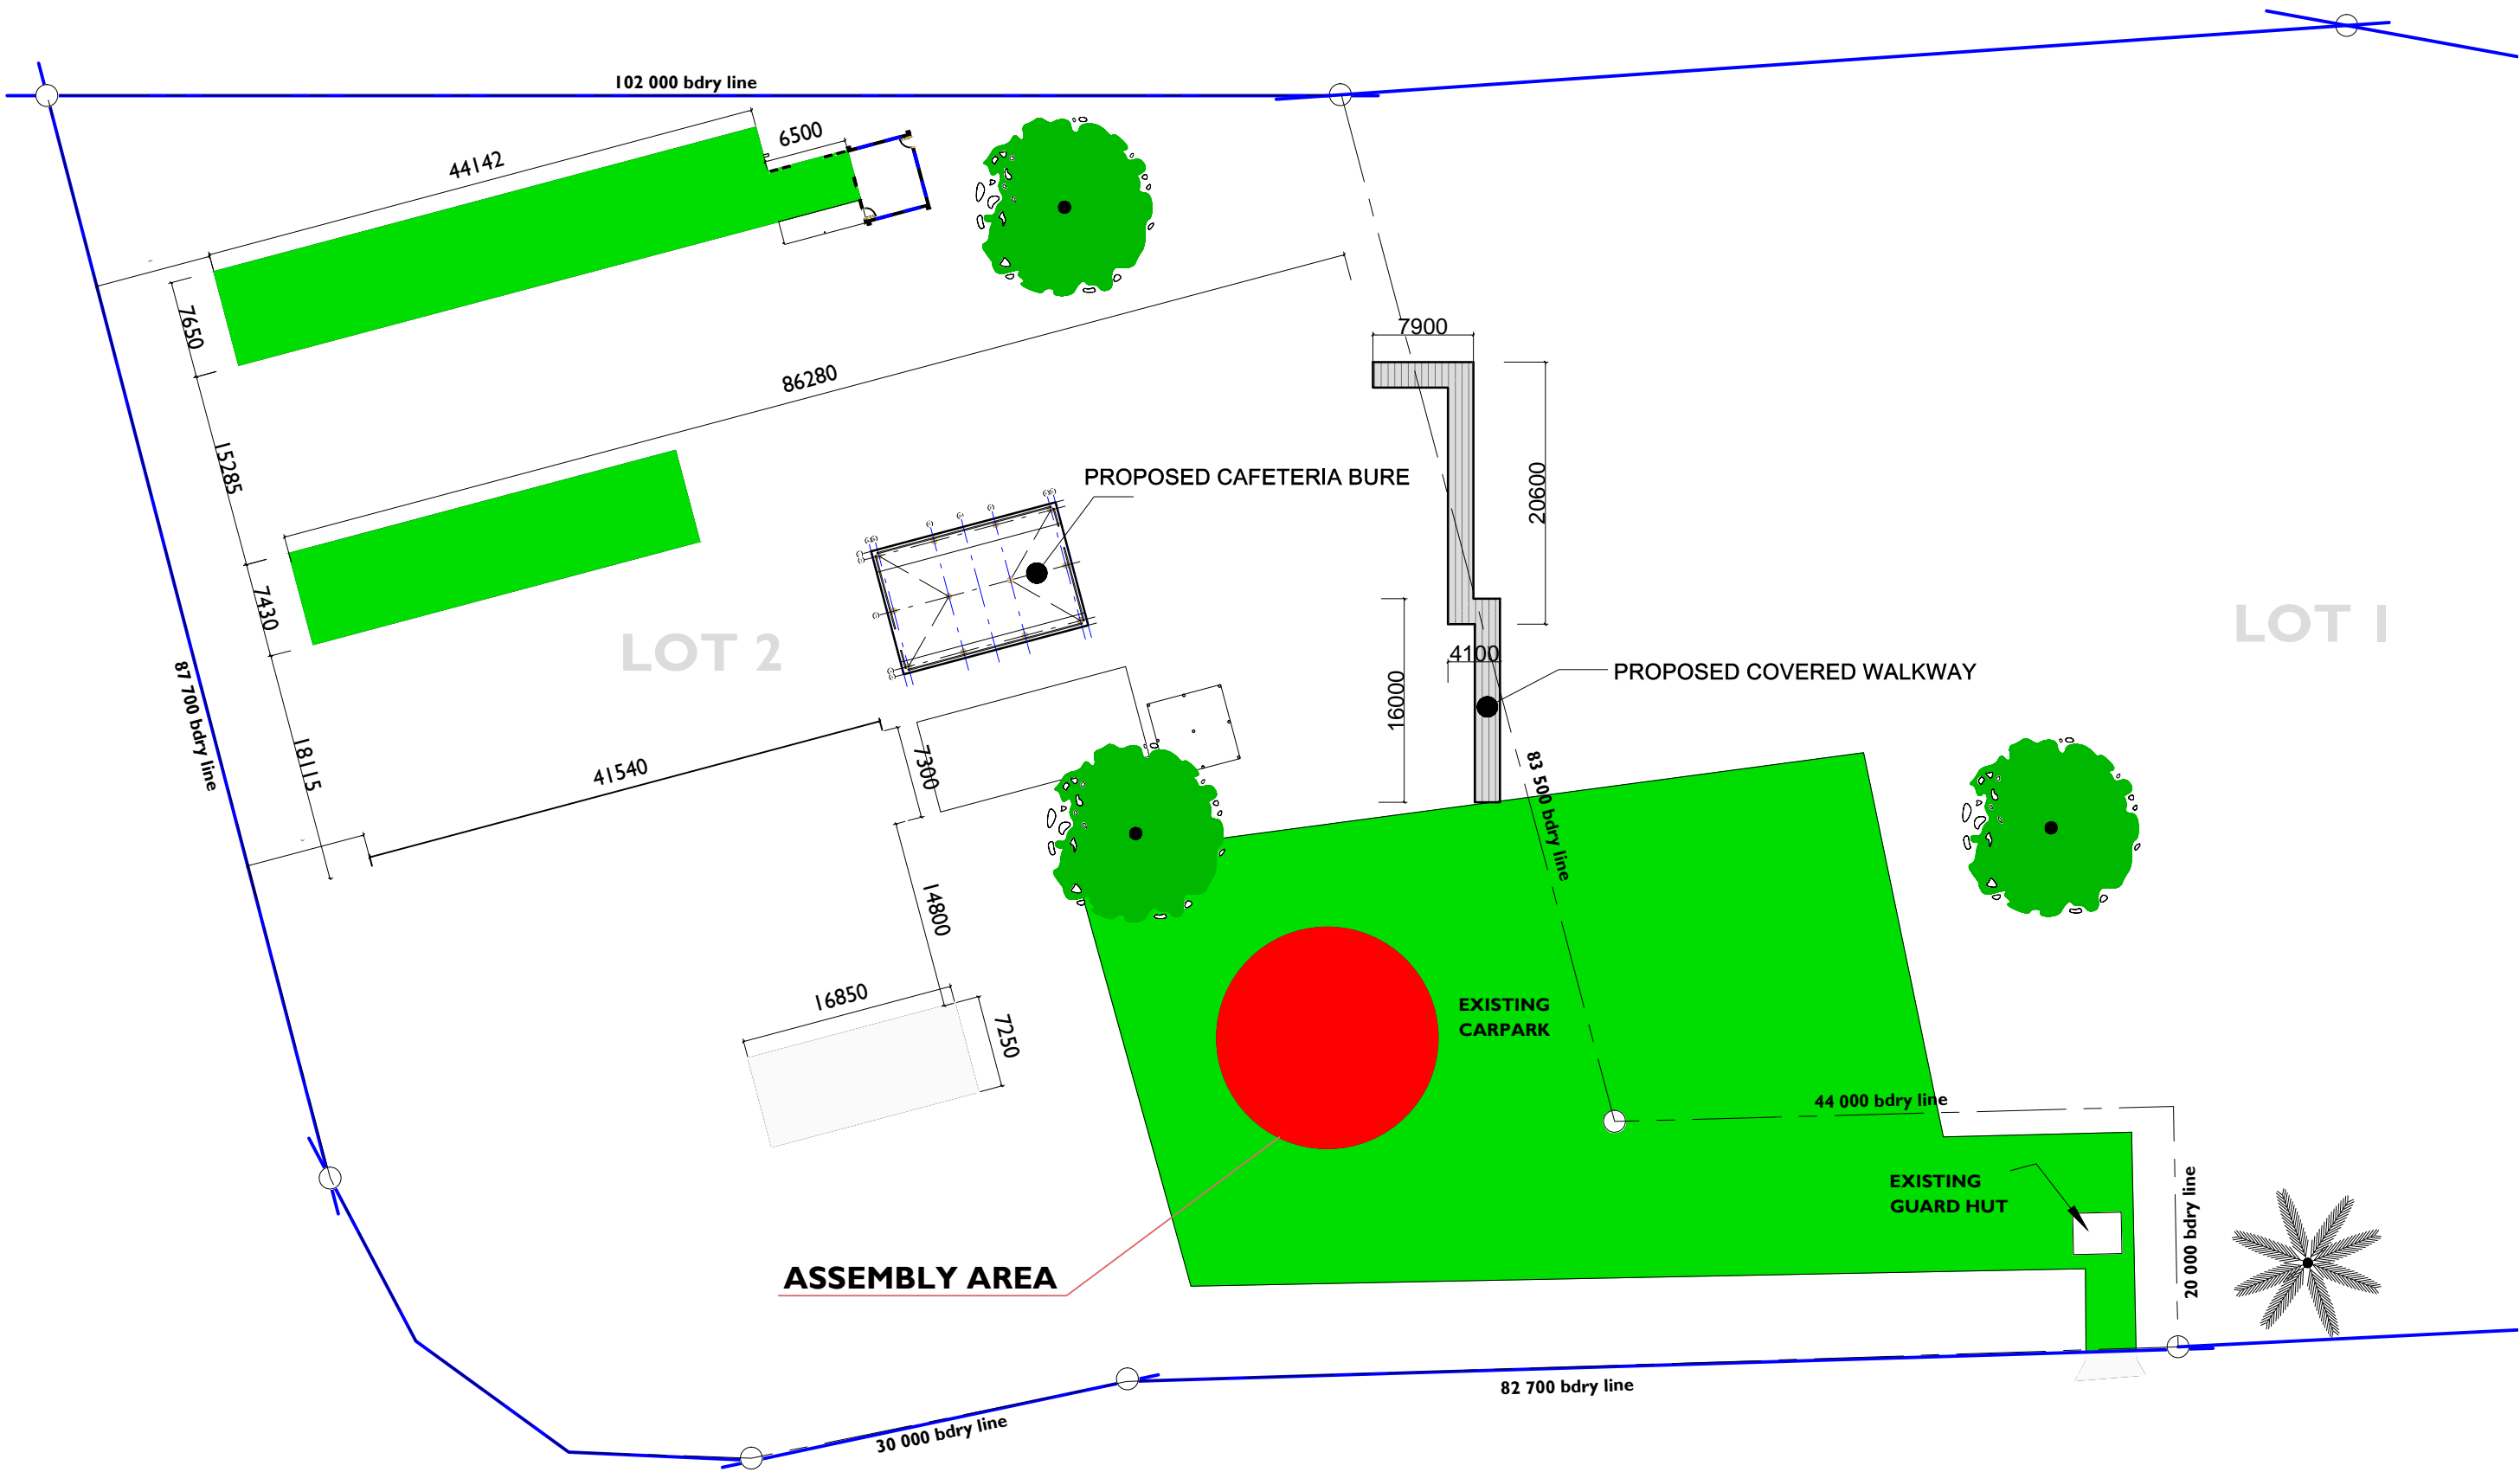 102 000 bdry line
6500
44142
7650
7900
86280
15285
PROPOSED CAFETERIA BURE
20600
7430
LOT 2
LOT 1
4100
PROPOSED COVERED WALKWAY
87 700 bdry line
16000
18115
41540
7300
83 500 bdry line
14800
16850
7250
EXISTING
CARPARK
44 000 bdry line
EXISTING
GUARD HUT
20 000 bdry line
ASSEMBLY AREA
82 700 bdry line
30 000 bdry line